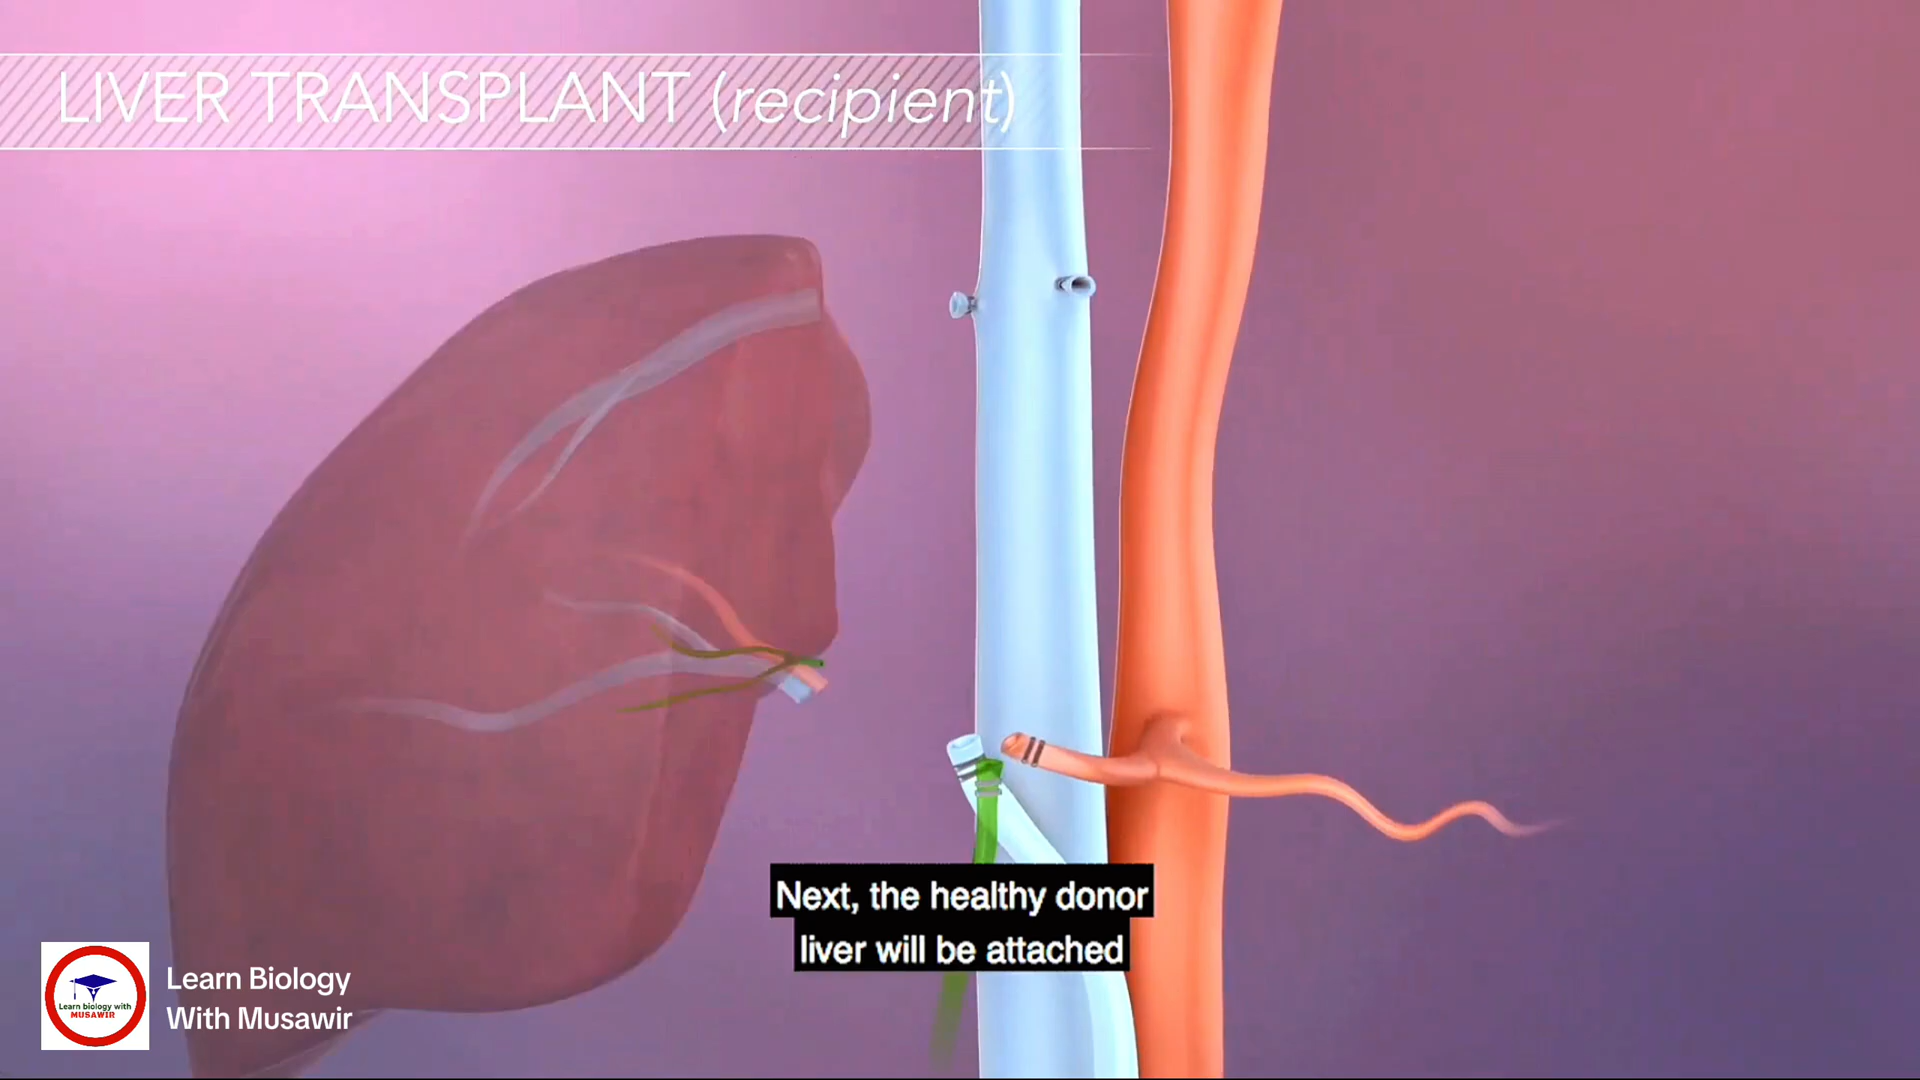 LIVER TRANSPLANT (recipient)
Next, the healthy donor
liver will be attached
Learn biology with
MUSAWIR
Learn Biology
With Musawir